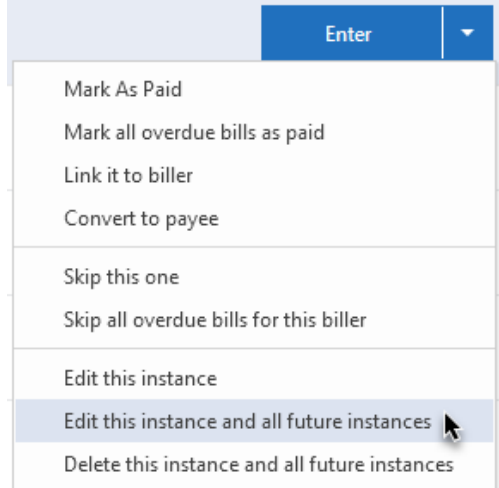 Enter
Mark As Paid
Mark all overdue bills as paid
Link it to biller
Convert to payee
Skip this one
Skip all overdue bills for this biller
Edit this instance
Edit this instance and all future instances
Delete this instance and all future instances